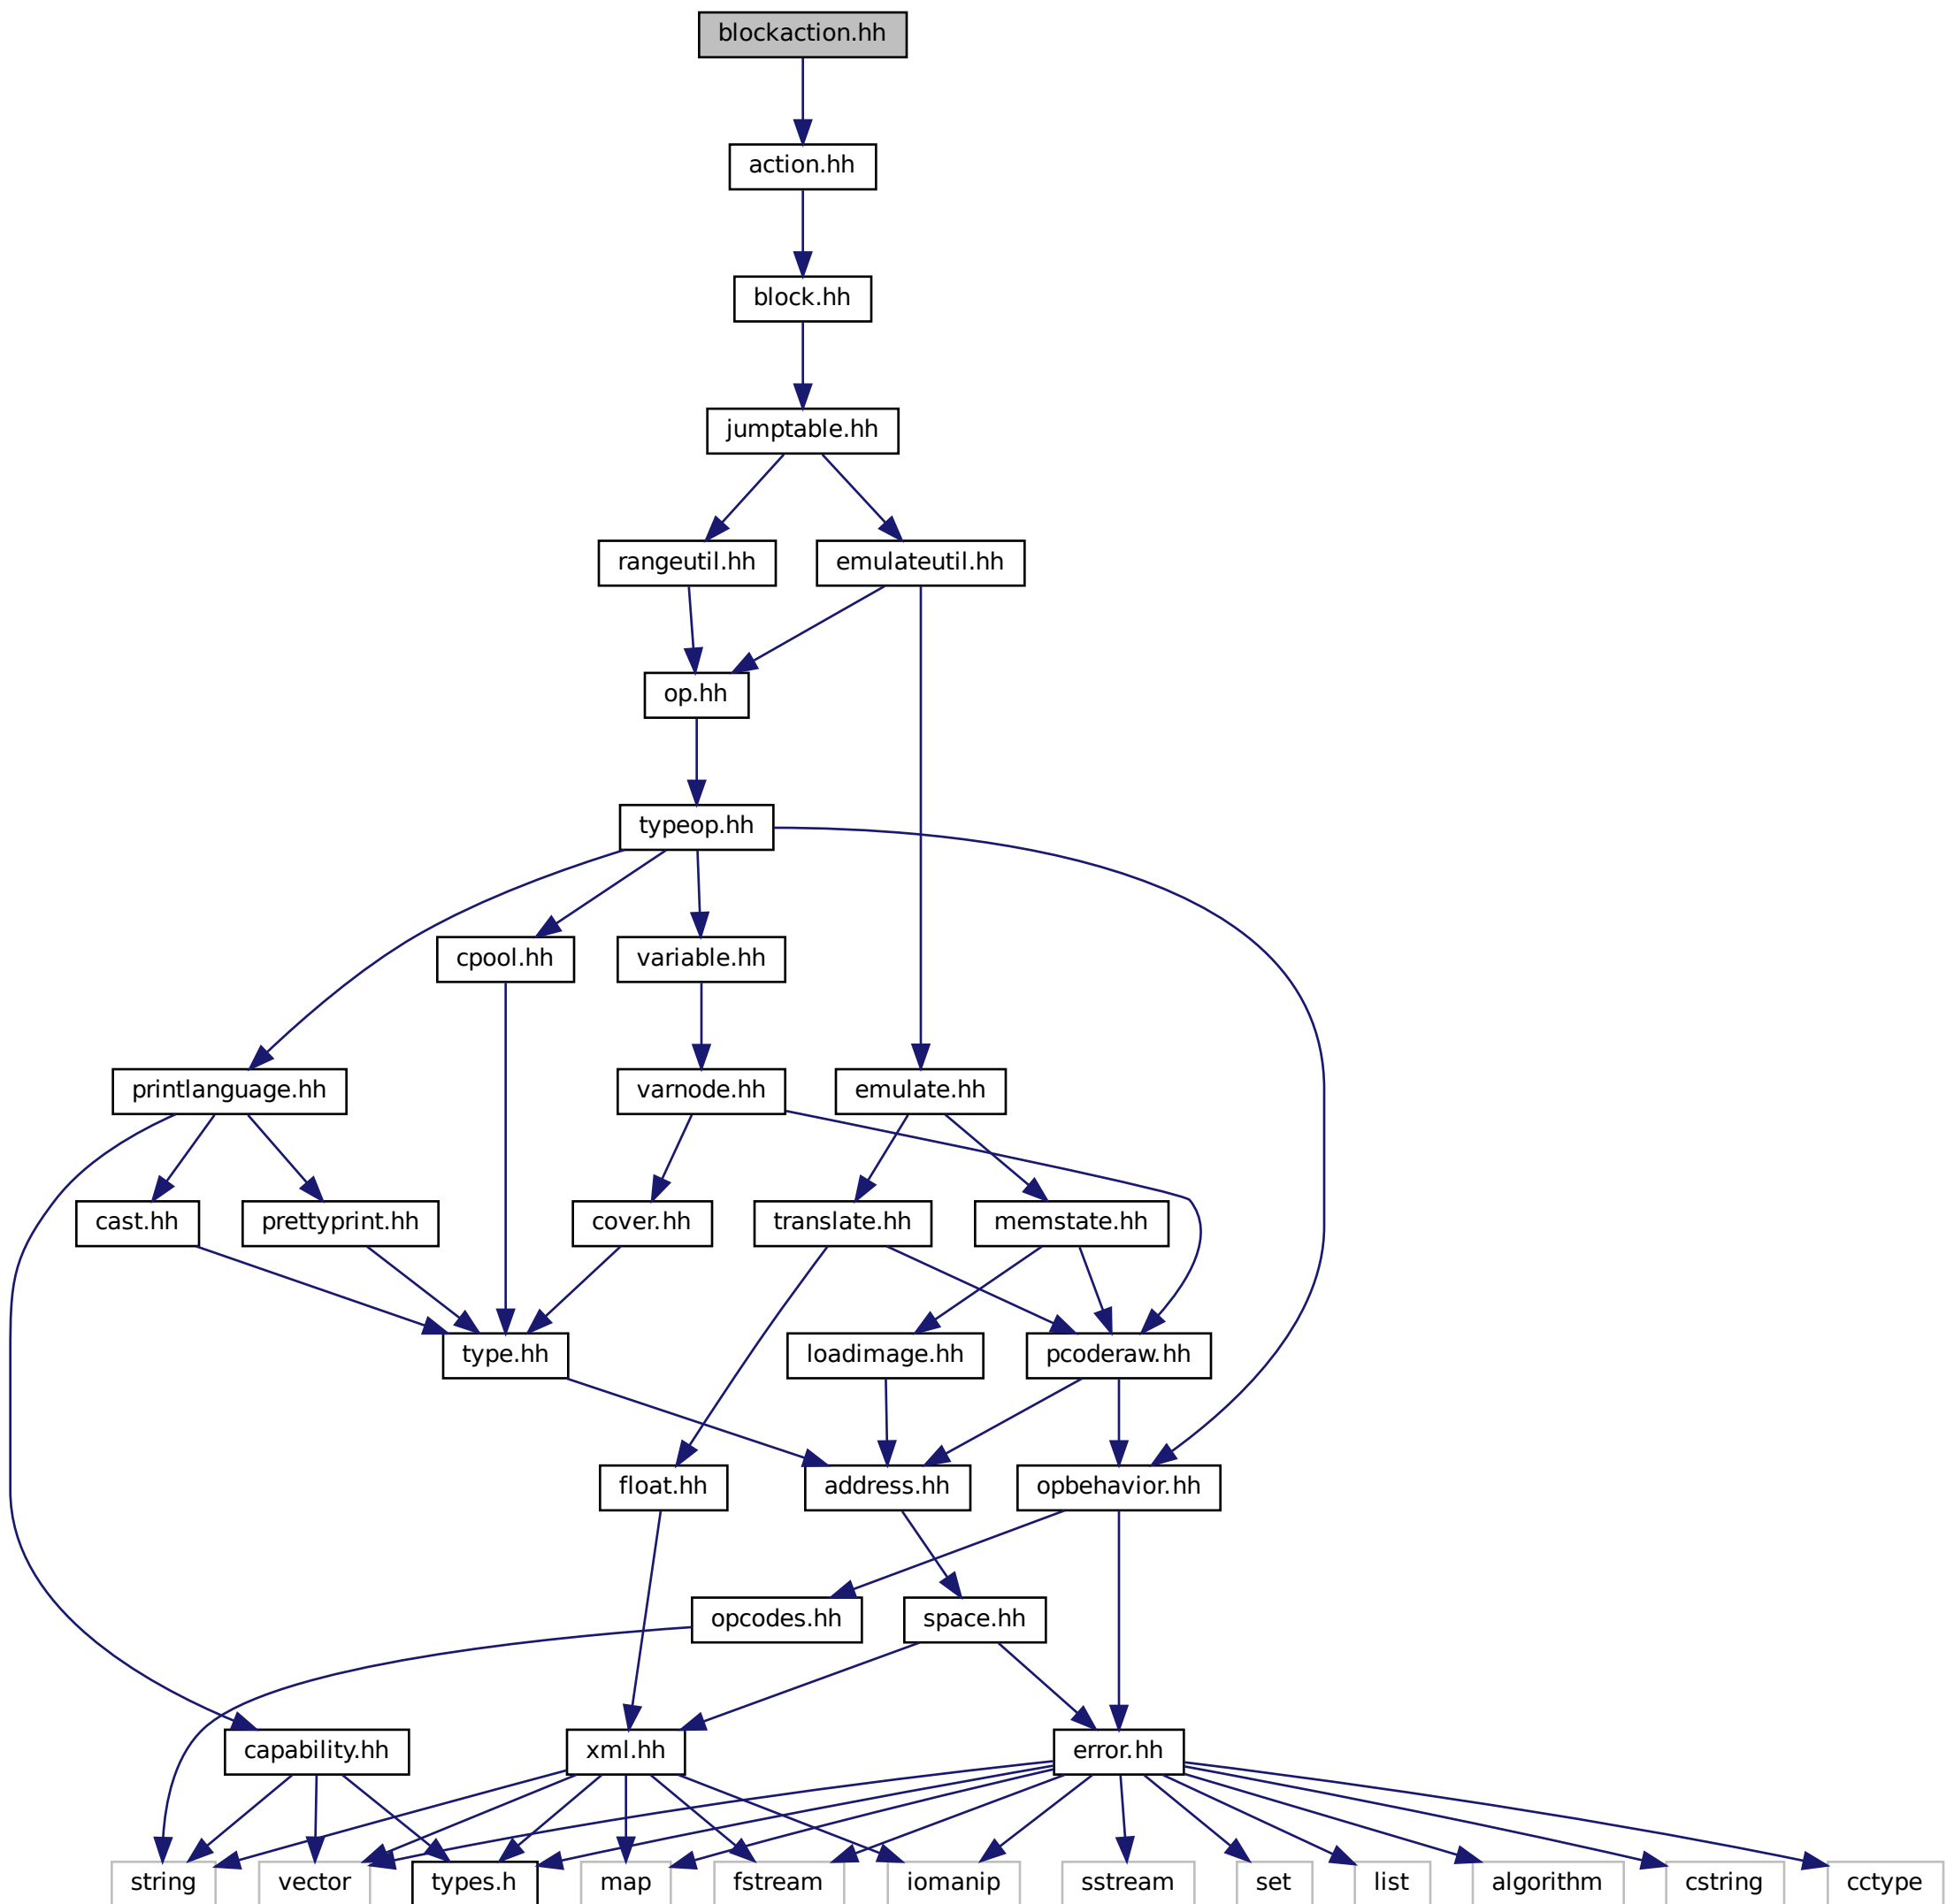 blockaction.hh
action.hh
block.hh
jumptable.hh
rangeutil.hh
emulateutil.hh
op.hh
typeop.hh
cpool.hh
variable.hh
printlanguage.hh
varnode.hh
emulate.hh
cast.hh
prettyprint.hh
cover.hh
translate.hh
memstate.hh
type.hh
loadimage.hh
pcoderaw.hh
float.hh
address.hh
opbehavior.hh
opcodes.hh
space.hh
capability.hh
xml.hh
error.hh
string
vector
types.h
map
fstream
iomanip
sstream
set
list
algorithm
cstring
cctype